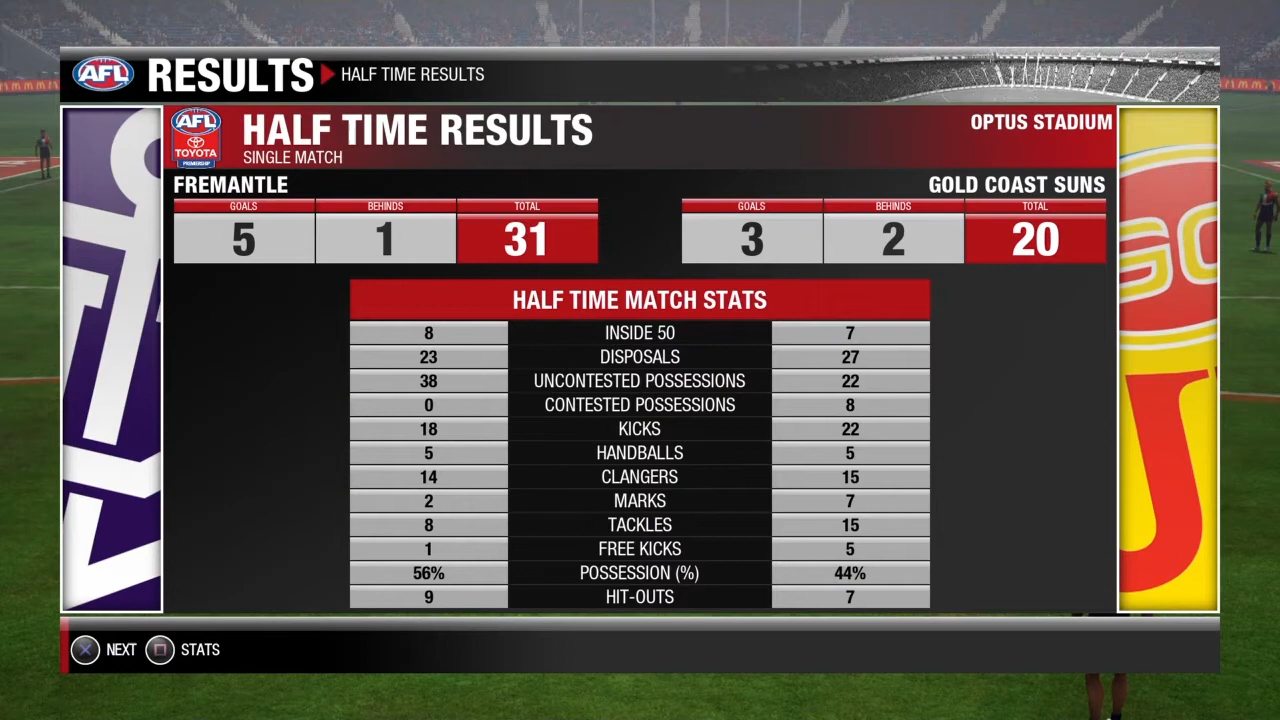 AFL RESULTS HALF TIME RESULTS
AFL HALF TIME RESULTS OPTUS STADIUM
TOYOTA
PREMIERSHIP
SINGLE MATCH
FREMANTLE GOLD COAST SUNS
GOALS BEHINDS TOTAL GOALS BEHINDS TOTAL
5 1 31 3 2 20
HALF TIME MATCH STATS
8 INSIDE 50 7
23 DISPOSALS 27
38 UNCONTESTED POSSESSIONS 22
0 CONTESTED POSSESSIONS 8
18 KICKS 22
5 HANDBALLS 5
14 CLANGERS 15
2 MARKS 7
8 TACKLES 15
1 FREE KICKS 5
56% POSSESSION (%) 44%
9 HIT-OUTS 7
NEXT STATS